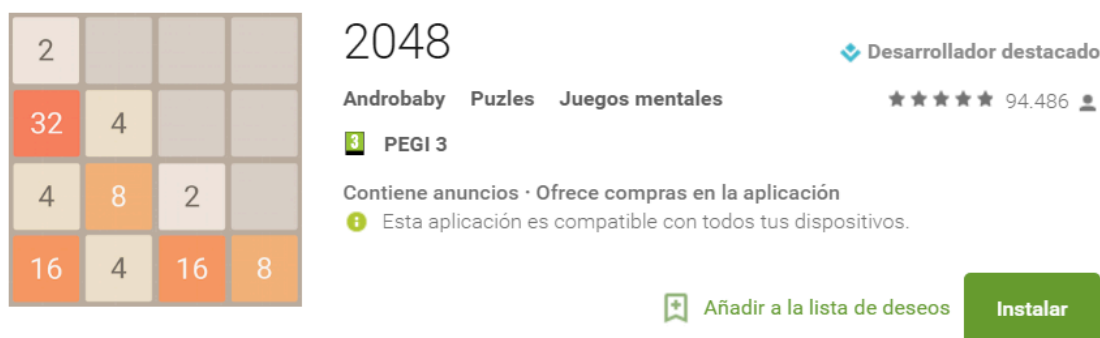 2
32 4
4 8 2
16 4 16 8
2048
Desarrollador destacado
Androbaby Puzles Juegos mentales
94.486
3 PEGI 3
Contiene anuncios · Ofrece compras en la aplicación
Esta aplicación es compatible con todos tus dispositivos.
Añadir a la lista de deseos
Instalar